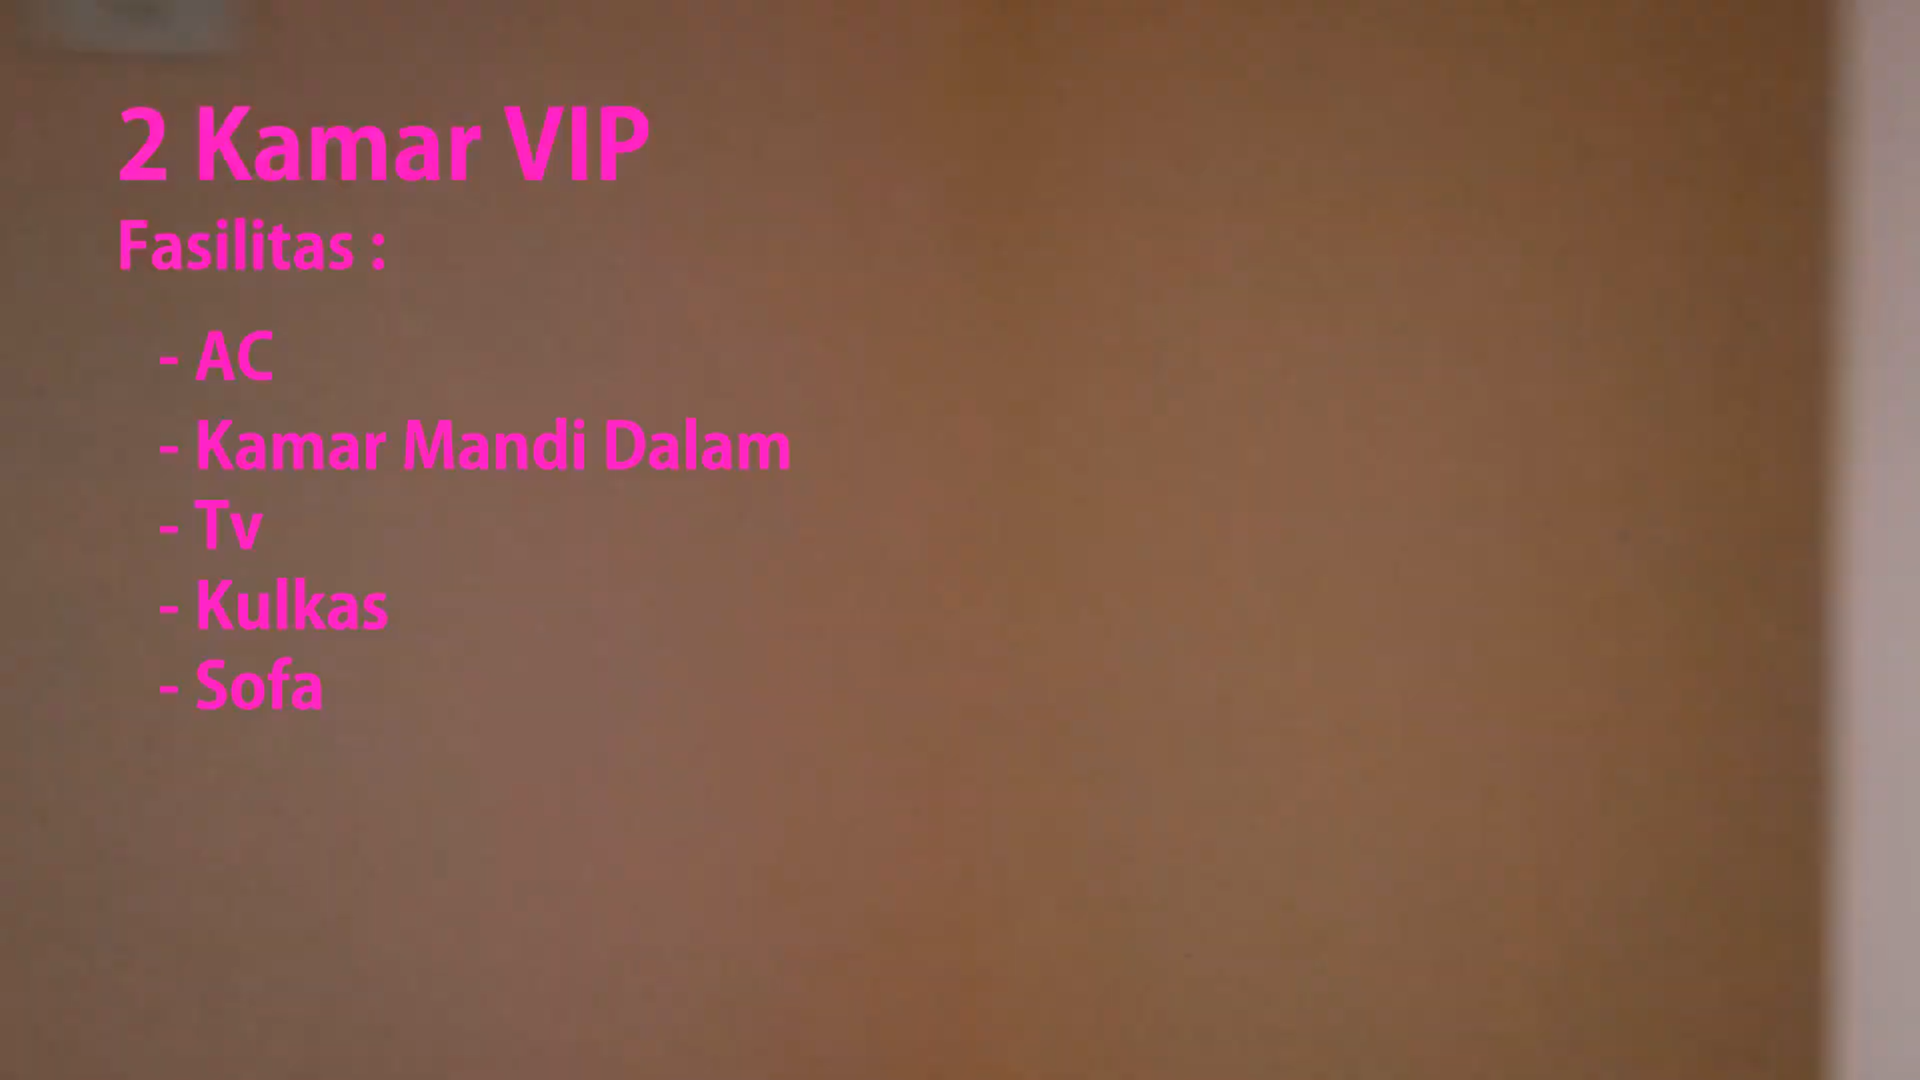 2 Kamar VIP
Fasilitas :
- AC
- Kamar Mandi Dalam
- Tv
- Kulkas
- Sofa